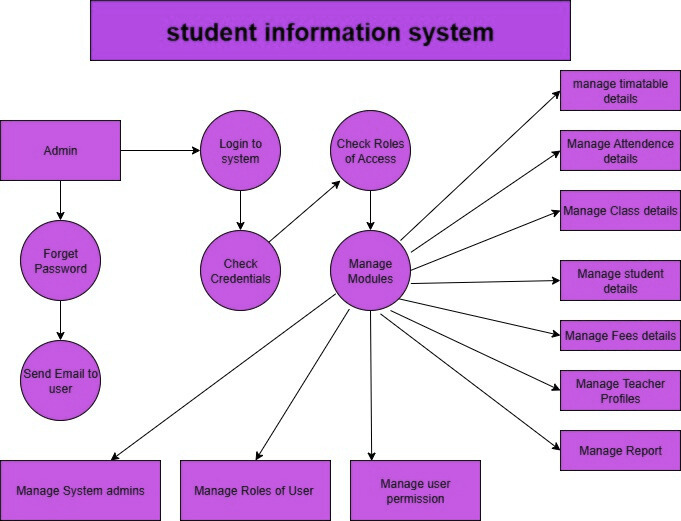 student information system
manage timatable
details
Login to
system
Check Roles
of Access
Admin
Manage Attendence
details
Manage Class details
Forget
Password
Check
Credentials
Manage
Modules
Manage student
details
Manage Fees details
Send Email to
user
Manage Teacher
Profiles
Manage Report
Manage System admins
Manage Roles of User
Manage user
permission